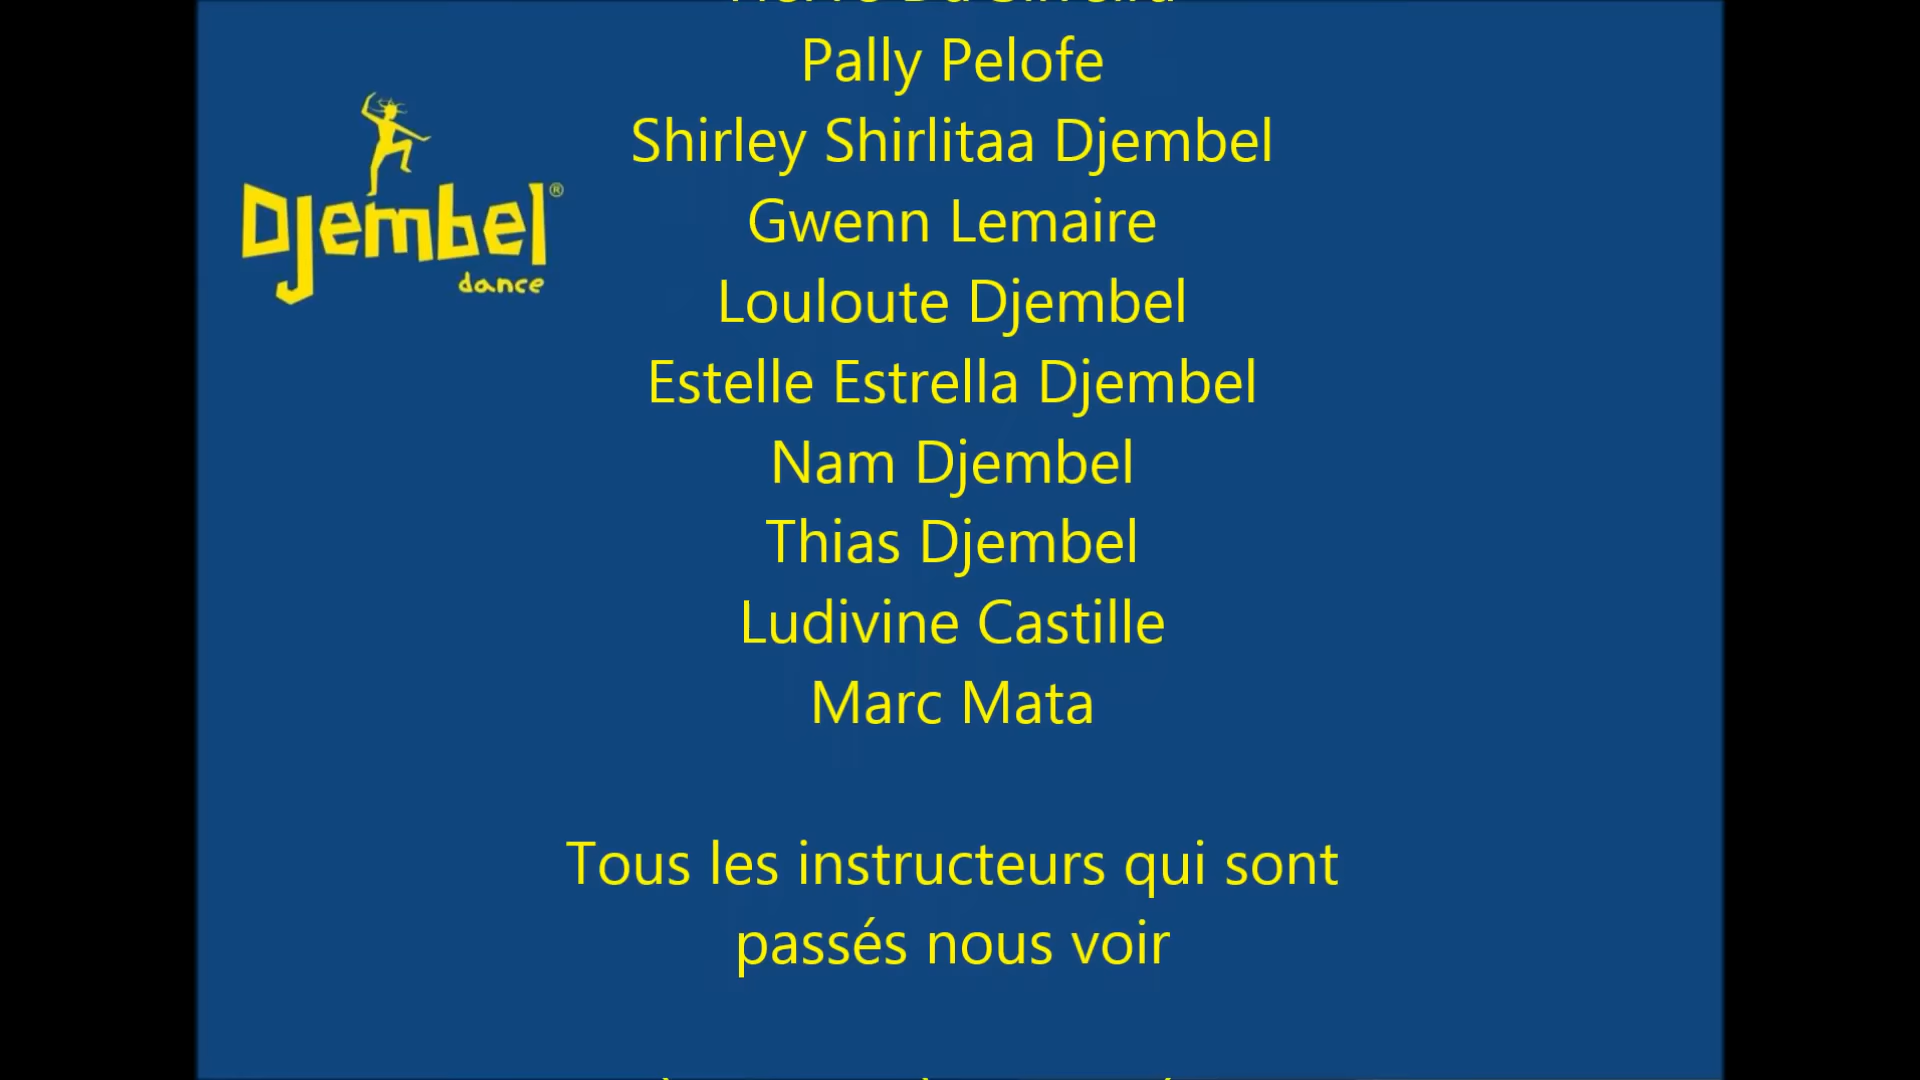 Pally Pelofe
Shirley Shirlitaa Djembel
Djembel®
dance
Gwenn Lemaire
Louloute Djembel
Estelle Estrella Djembel
Nam Djembel
Thias Djembel
Ludivine Castille
Marc Mata
Tous les instructeurs qui sont
passés nous voir